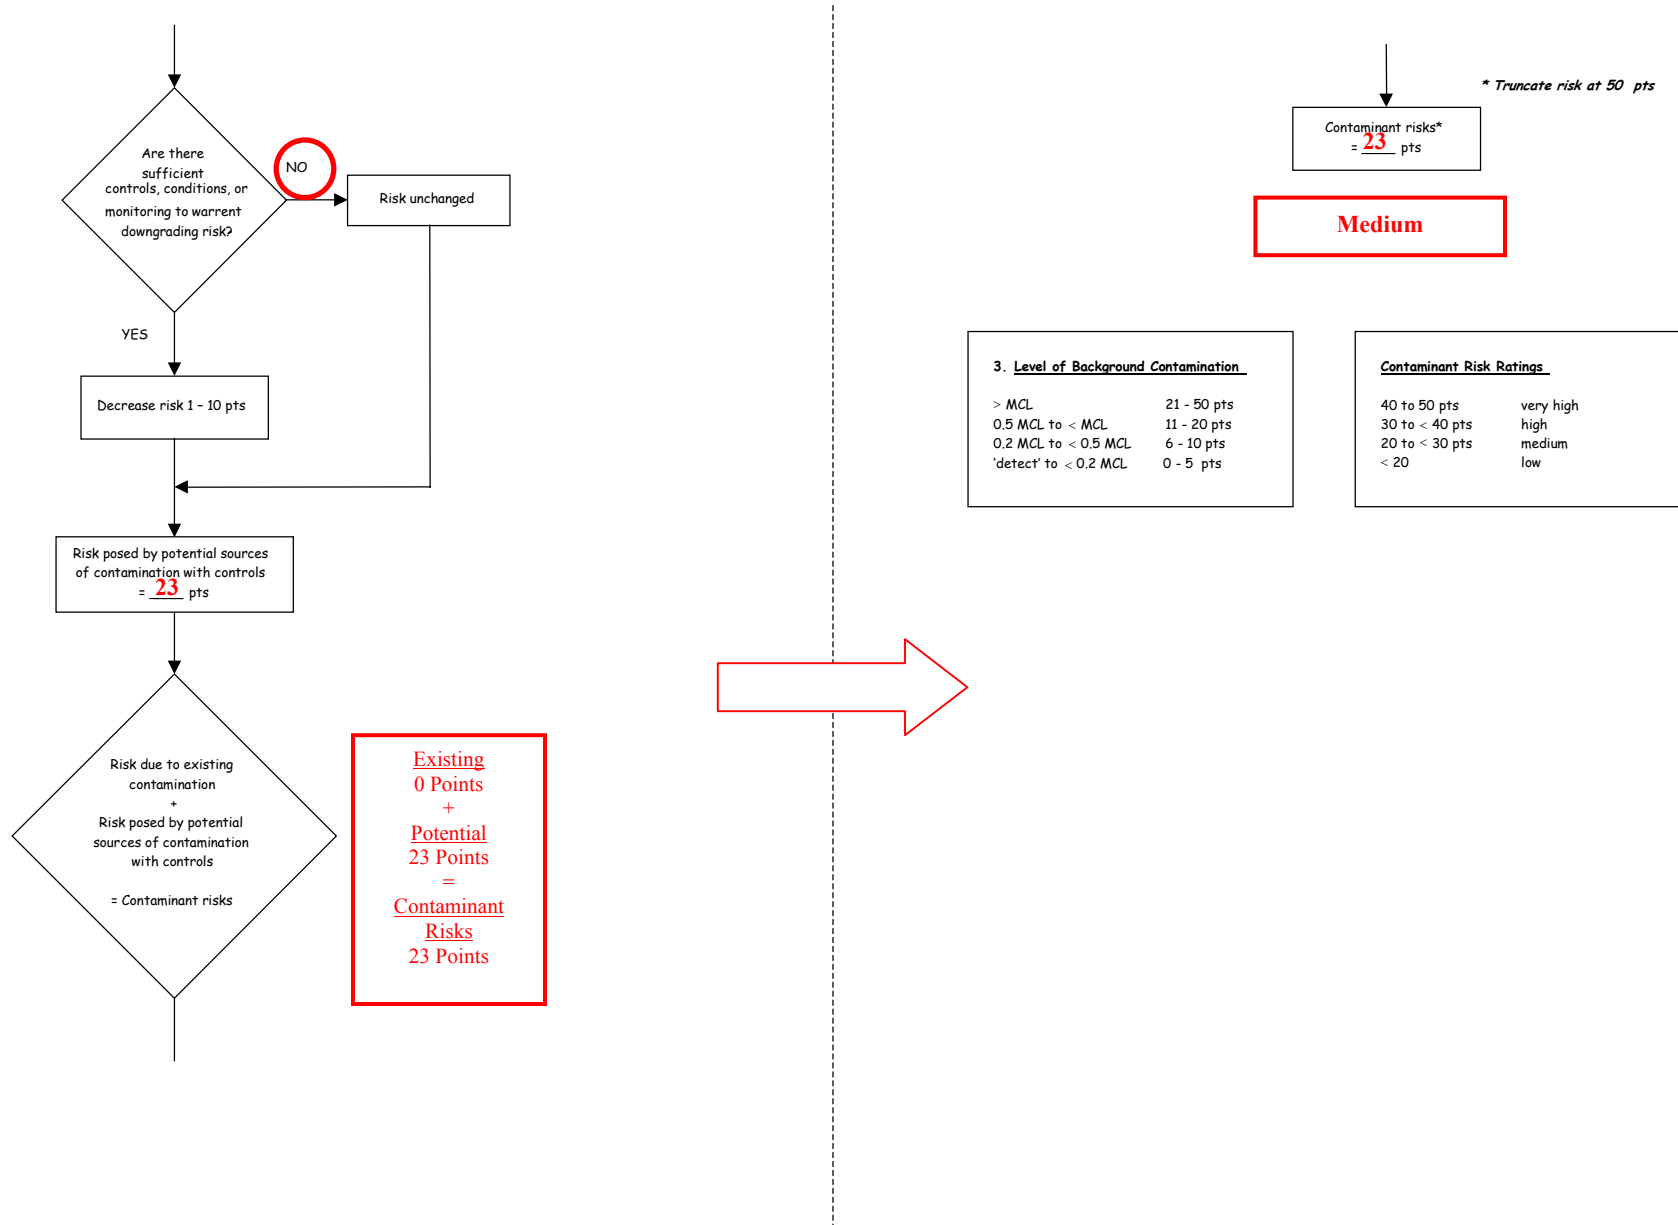 Are there
sufficient
controls, conditions, or
monitoring to warrent
downgrading risk?
NO
Risk unchanged
YES
Decrease risk 1 – 10 pts
Risk posed by potential sources
of contamination with controls
= 23 pts
Risk due to existing
contamination
+
Risk posed by potential
sources of contamination
with controls
= Contaminant risks
Existing
0 Points
+
Potential
23 Points
=
Contaminant
Risks
23 Points
* Truncate risk at 50 pts
Contaminant risks*
= 23 pts
Medium
3. Level of Background Contamination
> MCL 21 - 50 pts
0.5 MCL to < MCL 11 - 20 pts
0.2 MCL to < 0.5 MCL 6 - 10 pts
‘detect’ to < 0.2 MCL 0 - 5 pts
Contaminant Risk Ratings
40 to 50 pts very high
30 to < 40 pts high
20 to < 30 pts medium
< 20 low